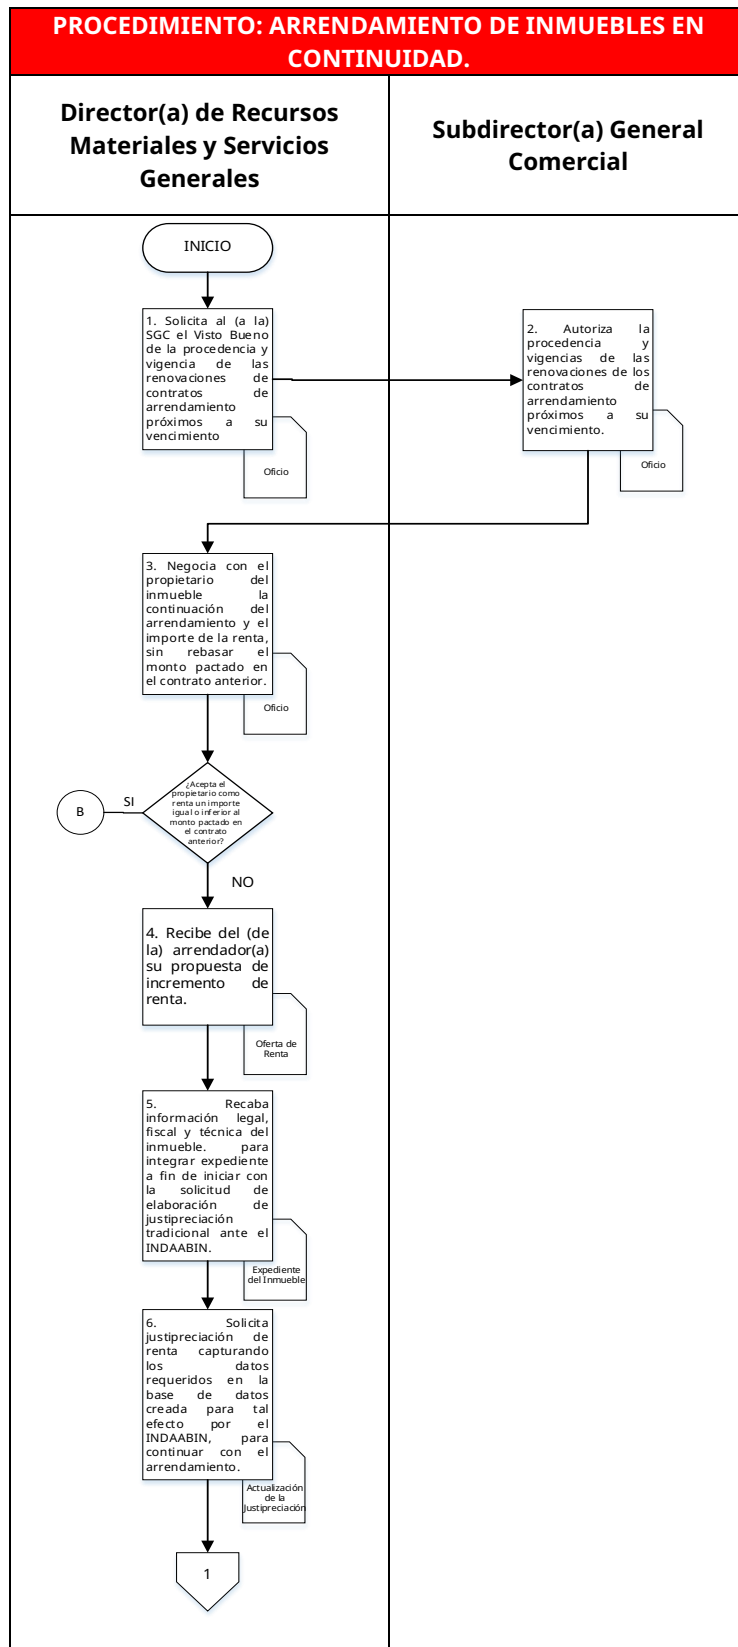 PROCEDIMIENTO: ARRENDAMIENTO DE INMUEBLES EN
CONTINUIDAD.
Director(a) de Recursos
Materiales y Servicios
Generales
Subdirector(a) General
Comercial
INICIO
1. Solicita al (a la)
SGC el Visto Bueno
de la procedencia y
vigencia de las
renovaciones de
contratos de
arrendamiento
próximos a su
vencimiento
Oficio
2. Autoriza la
procedencia y
vigencias de las
renovaciones de los
contratos de
arrendamiento
próximos a su
vencimiento.
Oficio
3. Negocia con el
propietario del
inmueble la
continuación del
arrendamiento y el
importe de la renta,
sin rebasar el
monto pactado en
el contrato anterior.
Oficio
¿Acepta el
propietario como
renta un importe
igual o inferior al
monto pactado en
el contrato
anterior?
SI
B
NO
4. Recibe del (de
la) arrendador(a)
su propuesta de
incremento de
renta.
Oferta de
Renta
5. Recaba
información legal,
fiscal y técnica del
inmueble. para
integrar expediente
a fin de iniciar con
la solicitud de
elaboración de
justipreciación
tradicional ante el
INDAABIN.
Expediente
del Inmueble
6. Solicita
justipreciación de
renta capturando
los datos
requeridos en la
base de datos
creada para tal
efecto por el
INDAABIN, para
continuar con el
arrendamiento.
Actualización
de la
Justipreciación
1